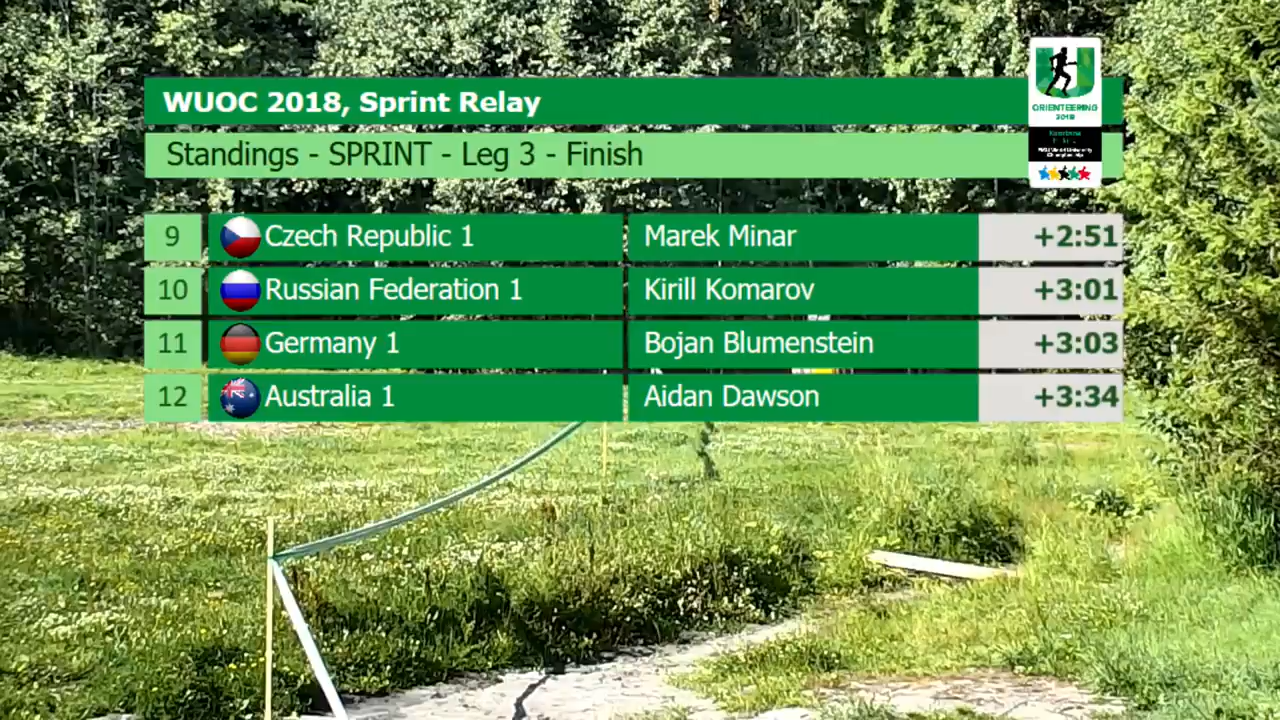 WUOC 2018, Sprint Relay
Standings - SPRINT - Leg 3 - Finish
ORIENTEERING
2018
9 Czech Republic 1 Marek Minar +2:51
10 Russian Federation 1 Kirill Komarov +3:01
11 Germany 1 Bojan Blumenstein +3:03
12 Australia 1 Aidan Dawson +3:34